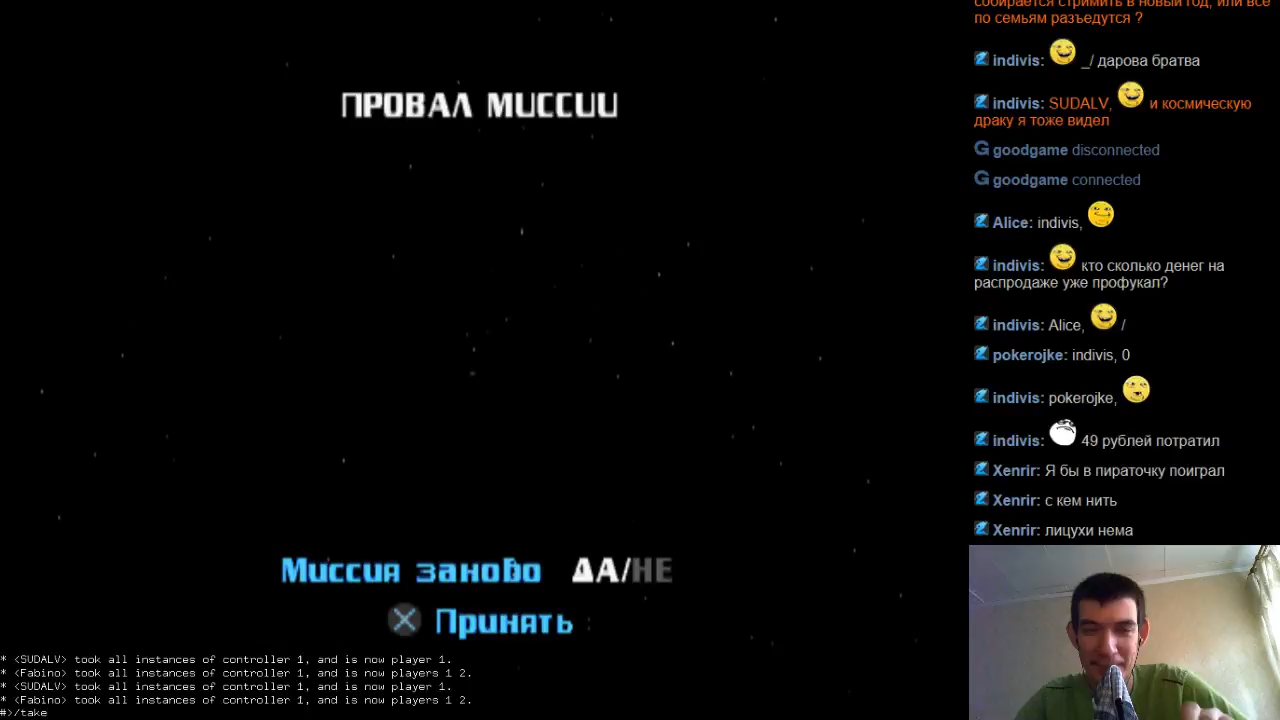 ПРОВАЛ МИССИИ
Миссия заново ДА/НЕ
Принять
* <SUDALV> took all instances of controller 1, and is now player 1.
* <Fabino> took all instances of controller 1, and is now players 1 2.
* <SUDALV> took all instances of controller 1, and is now player 1.
* <Fabino> took all instances of controller 1, and is now players 1 2.
#>/take
собирается стримить в новый год, или все
по семьям разъедутся ?
indivis: _/ дарова братва
indivis: SUDALV, и космическую
драку я тоже видел
goodgame disconnected
goodgame connected
Alice: indivis,
indivis: кто сколько денег на
распродаже уже профукал?
indivis: Alice, /
pokerojke: indivis, 0
indivis: pokerojke,
indivis: 49 рублей потратил
Xenrir: Я бы в пираточку поиграл
Xenrir: с кем нить
Xenrir: лицухи нема